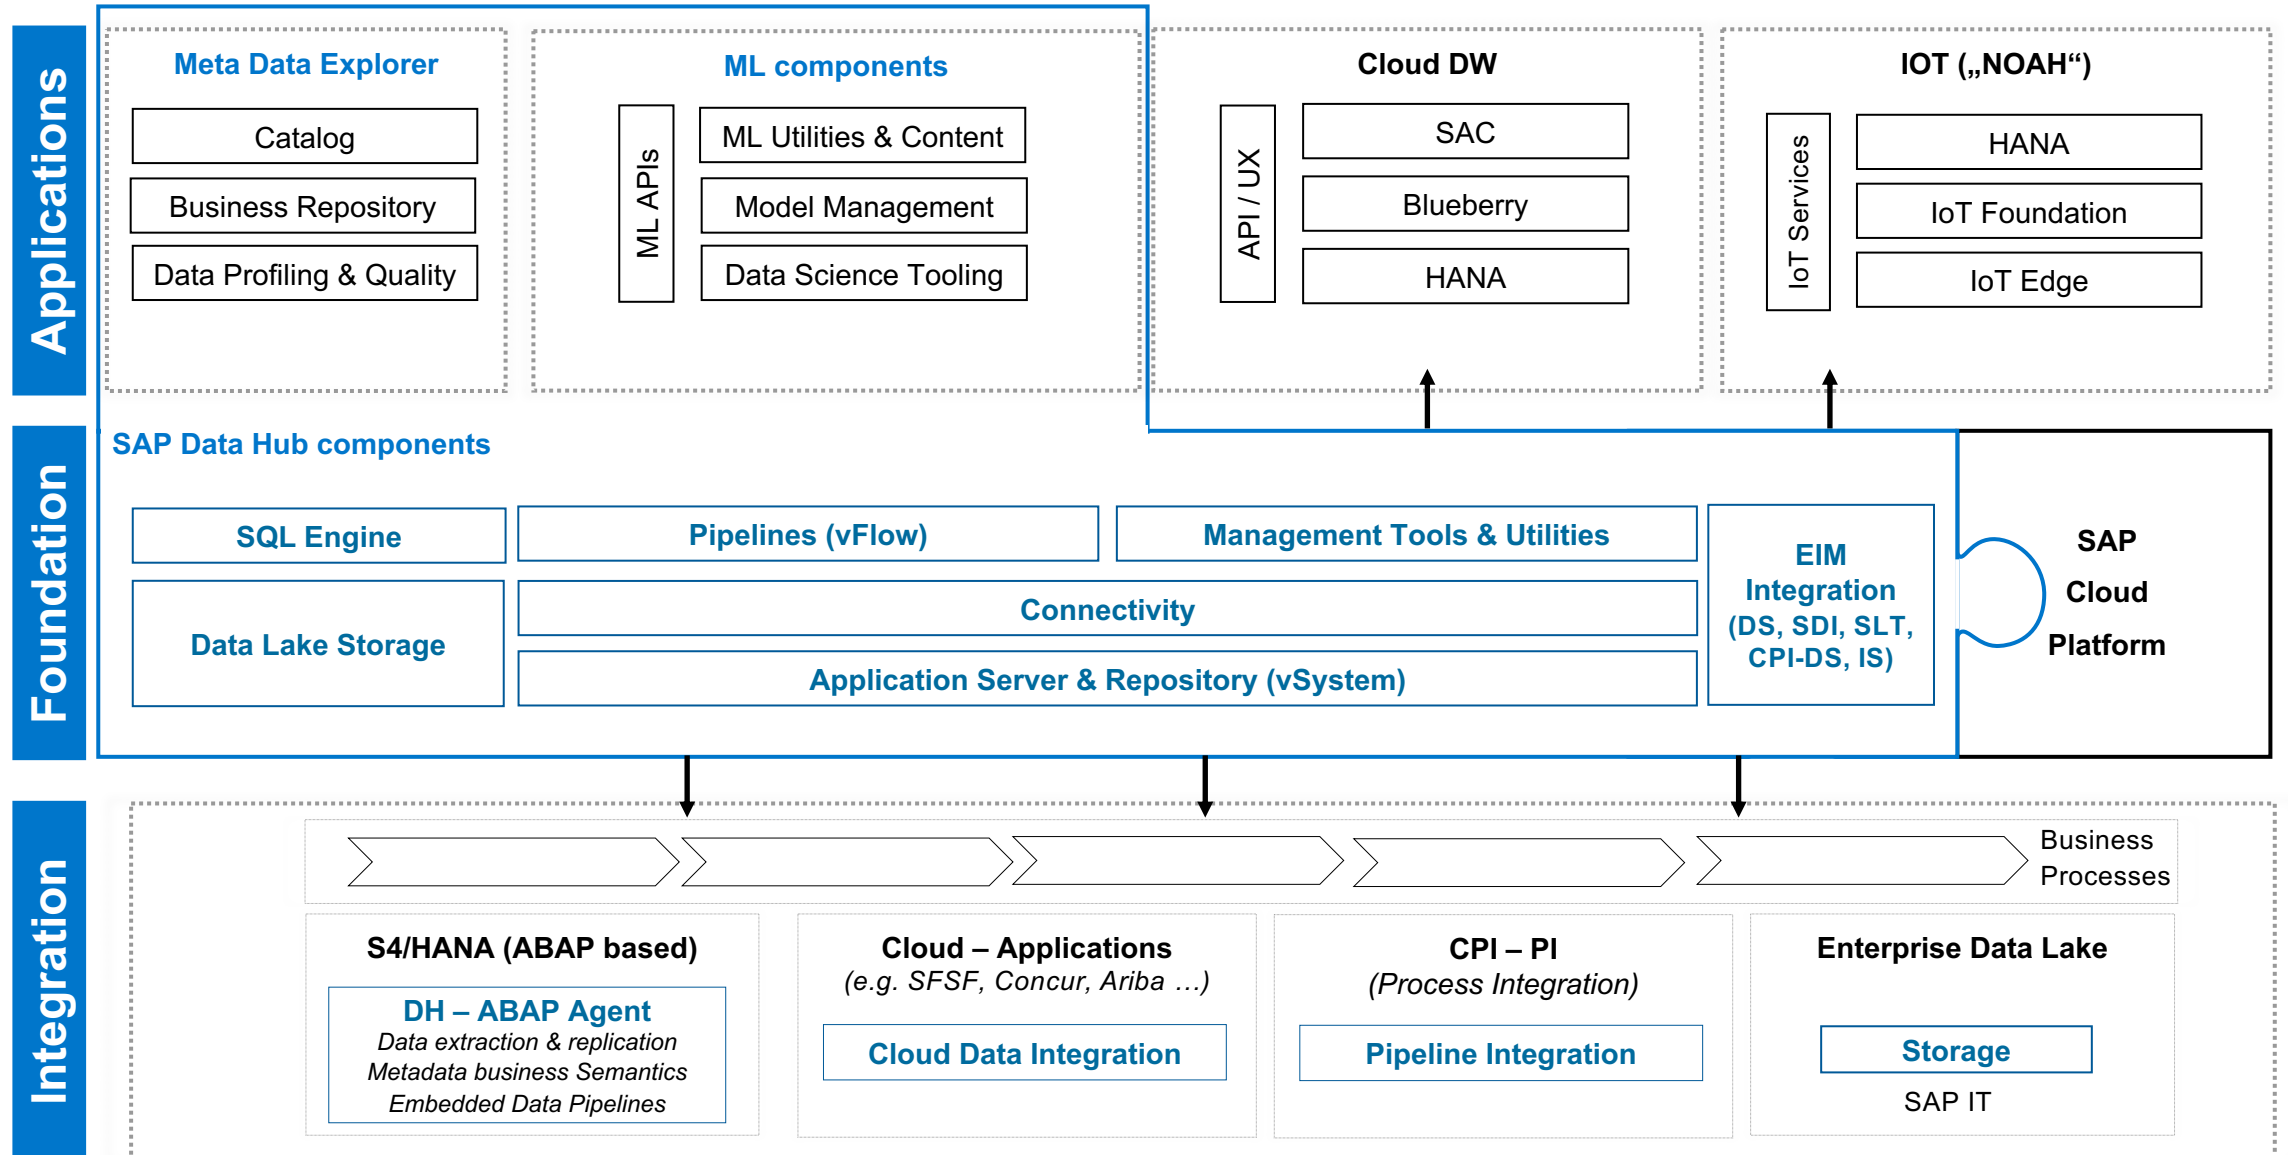 Applications
Meta Data Explorer
Catalog
Business Repository
Data Profiling & Quality
ML components
ML APIs
ML Utilities & Content
Model Management
Data Science Tooling
Cloud DW
API / UX
SAC
Blueberry
HANA
IOT („NOAH“)
IoT Services
HANA
IoT Foundation
IoT Edge
Foundation
SAP Data Hub components
SQL Engine
Pipelines (vFlow)
Management Tools & Utilities
Data Lake Storage
Connectivity
Application Server & Repository (vSystem)
EIM
Integration
(DS, SDI, SLT,
CPI-DS, IS)
SAP
Cloud
Platform
Integration
Business
Processes
S4/HANA (ABAP based)
DH – ABAP Agent
Data extraction & replication
Metadata business Semantics
Embedded Data Pipelines
Cloud – Applications
(e.g. SFSF, Concur, Ariba …)
Cloud Data Integration
CPI – PI
(Process Integration)
Pipeline Integration
Enterprise Data Lake
Storage
SAP IT